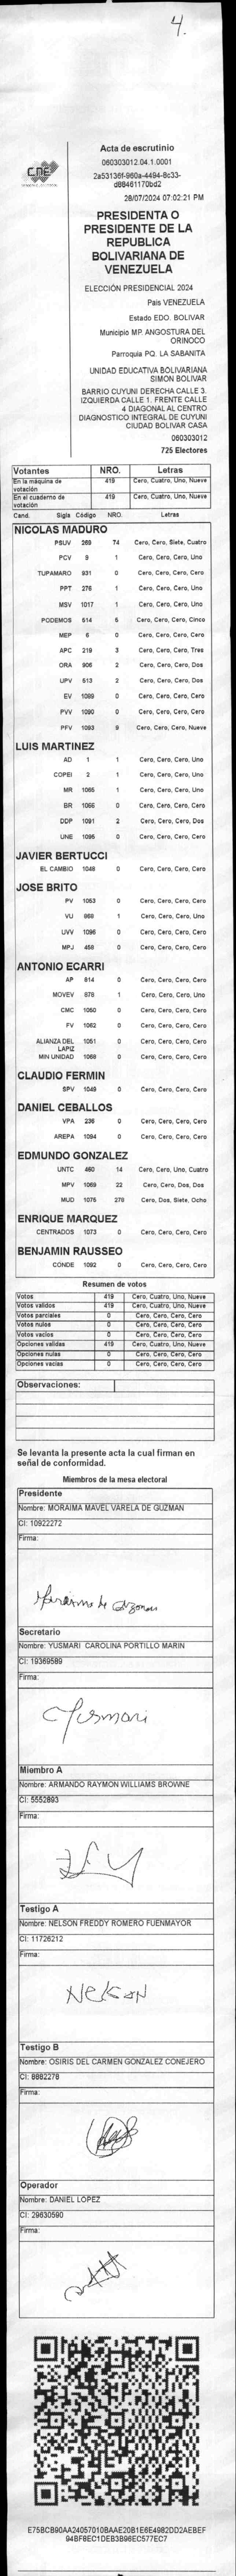 4.
CNE
Acta de escrutinio
060303012.04.1.0001
2a53136f-960a-4494-8c33-
d88461170bd2
28/07/2024 07:02:21 PM
PRESIDENTA O
PRESIDENTE DE LA
REPUBLICA
BOLIVARIANA DE
VENEZUELA
ELECCIÓN PRESIDENCIAL 2024
País VENEZUELA
Estado EDO. BOLIVAR
Municipio MP. ANGOSTURA DEL
ORINOCO
Parroquia PQ. LA SABANITA
UNIDAD EDUCATIVA BOLIVARIANA
SIMON BOLIVAR
BARRIO CUYUNI DERECHA CALLE 3.
IZQUIERDA CALLE 1. FRENTE CALLE
4 DIAGONAL AL CENTRO
DIAGNOSTICO INTEGRAL DE CUYUNI
CIUDAD BOLIVAR CASA
060303012
725 Electores
Votantes NRO. Letras
En la máquina de votación 419 Cero, Cuatro, Uno, Nueve
En el cuaderno de votación 419 Cero, Cuatro, Uno, Nueve
Cand. Sigla Código NRO. Letras
NICOLAS MADURO
PSUV 269 74 Cero, Cero, Siete, Cuatro
PCV 9 1 Cero, Cero, Cero, Uno
TUPAMARO 931 0 Cero, Cero, Cero, Cero
PPT 276 1 Cero, Cero, Cero, Uno
MSV 1017 1 Cero, Cero, Cero, Uno
PODEMOS 514 5 Cero, Cero, Cero, Cinco
MEP 6 0 Cero, Cero, Cero, Cero
APC 219 3 Cero, Cero, Cero, Tres
ORA 906 2 Cero, Cero, Cero, Dos
UPV 513 2 Cero, Cero, Cero, Dos
EV 1089 0 Cero, Cero, Cero, Cero
PVV 1090 0 Cero, Cero, Cero, Cero
PFV 1093 9 Cero, Cero, Cero, Nueve
LUIS MARTINEZ
AD 1 1 Cero, Cero, Cero, Uno
COPEI 2 1 Cero, Cero, Cero, Uno
MR 1065 1 Cero, Cero, Cero, Uno
BR 1066 0 Cero, Cero, Cero, Cero
DDP 1091 2 Cero, Cero, Cero, Dos
UNE 1095 0 Cero, Cero, Cero, Cero
JAVIER BERTUCCI
EL CAMBIO 1048 0 Cero, Cero, Cero, Cero
JOSE BRITO
PV 1053 0 Cero, Cero, Cero, Cero
VU 869 1 Cero, Cero, Cero, Uno
UVV 1096 0 Cero, Cero, Cero, Cero
MPJ 458 0 Cero, Cero, Cero, Cero
ANTONIO ECARRI
AP 814 0 Cero, Cero, Cero, Cero
MOVEV 878 1 Cero, Cero, Cero, Uno
CMC 1050 0 Cero, Cero, Cero, Cero
FV 1062 0 Cero, Cero, Cero, Cero
ALIANZA DEL LAPIZ 1051 0 Cero, Cero, Cero, Cero
MIN UNIDAD 1068 0 Cero, Cero, Cero, Cero
CLAUDIO FERMIN
SPV 1049 0 Cero, Cero, Cero, Cero
DANIEL CEBALLOS
VPA 236 0 Cero, Cero, Cero, Cero
AREPA 1094 0 Cero, Cero, Cero, Cero
EDMUNDO GONZALEZ
UNTC 460 14 Cero, Cero, Uno, Cuatro
MPV 1069 22 Cero, Cero, Dos, Dos
MUD 1075 278 Cero, Dos, Siete, Ocho
ENRIQUE MARQUEZ
CENTRADOS 1073 0 Cero, Cero, Cero, Cero
BENJAMIN RAUSSEO
CONDE 1092 0 Cero, Cero, Cero, Cero
Resumen de votos
Votos 419 Cero, Cuatro, Uno, Nueve
Votos validos 419 Cero, Cuatro, Uno, Nueve
Votos parciales 0 Cero, Cero, Cero, Cero
Votos nulos 0 Cero, Cero, Cero, Cero
Votos vacios 0 Cero, Cero, Cero, Cero
Opciones validas 419 Cero, Cuatro, Uno, Nueve
Opciones nulas 0 Cero, Cero, Cero, Cero
Opciones vacias 0 Cero, Cero, Cero, Cero
Observaciones:
Se levanta la presente acta la cual firman en
señal de conformidad.
Miembros de la mesa electoral
Presidente
Nombre: MORAIMA MAVEL VARELA DE GUZMAN
CI: 10922272
Firma:
Moraima de Guzman
Secretario
Nombre: YUSMARI CAROLINA PORTILLO MARIN
CI: 19369589
Firma:
Yusmari
Miembro A
Nombre: ARMANDO RAYMON WILLIAMS BROWNE
CI: 5552893
Firma:
Testigo A
Nombre: NELSON FREDDY ROMERO FUENMAYOR
CI: 11726212
Firma:
Nelson
Testigo B
Nombre: OSIRIS DEL CARMEN GONZALEZ CONEJERO
CI: 8882278
Firma:
Operador
Nombre: DANIEL LOPEZ
CI: 29630590
Firma:
E75BCB90AA24057010BAAE20B1E6E4982DD2AEBEF
94BF8EC1DEB3B96EC577EC7